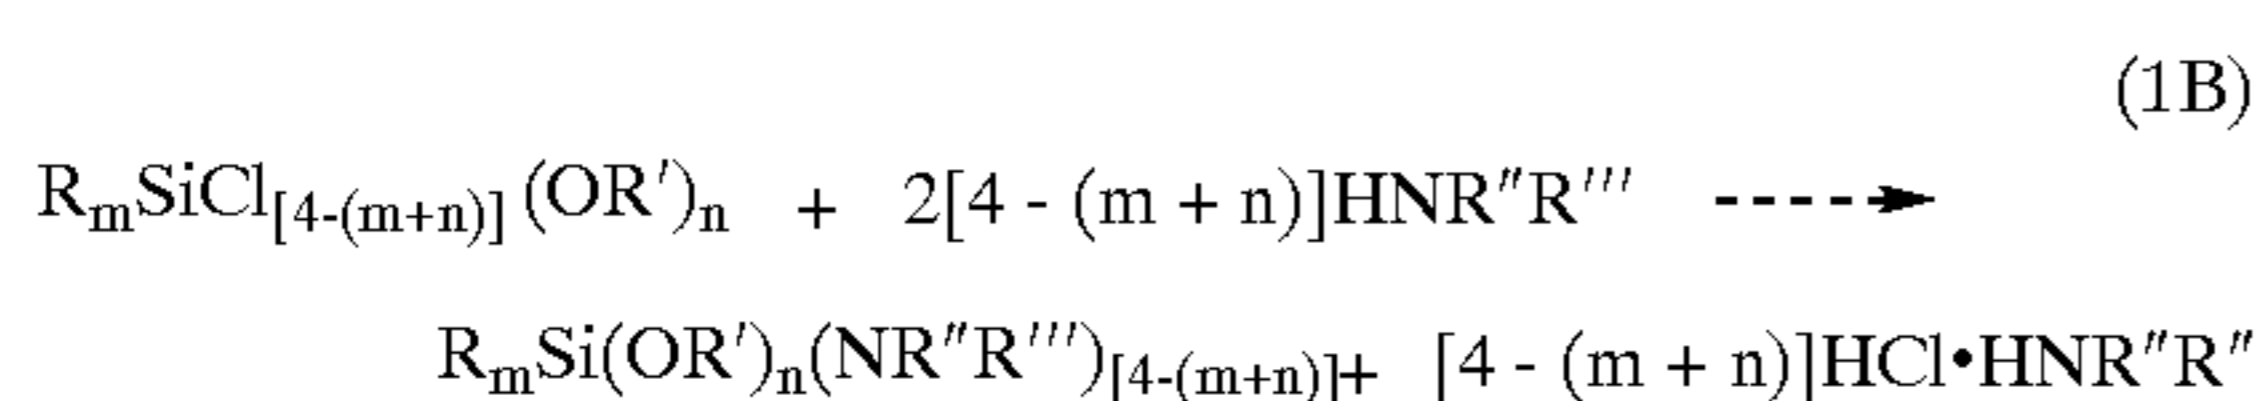 (1B)
RₘSiCl[4-(m+n)] (OR′)ₙ + 2[4 - (m + n)]HNR″R‴ ---->
RₘSi(OR′)ₙ(NR″R‴)[4-(m+n)]+ [4 - (m + n)]HCl•HNR″R″